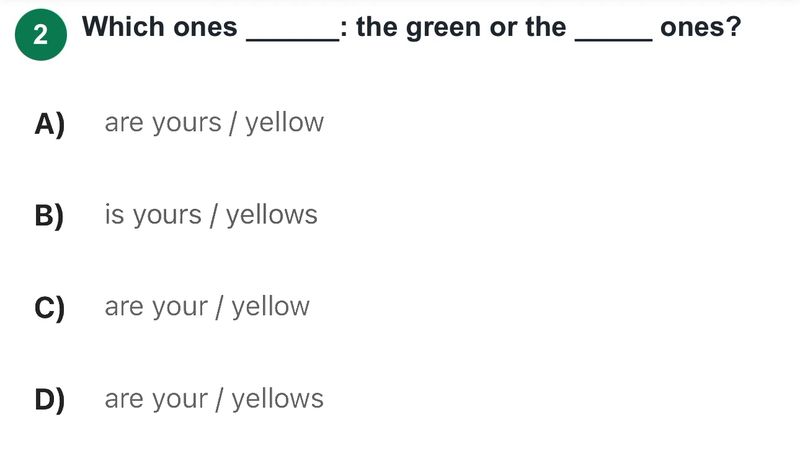 2 Which ones ______: the green or the _____ ones?
A) are yours / yellow
B) is yours / yellows
C) are your / yellow
D) are your / yellows